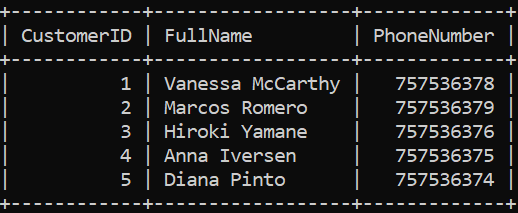 +------------+------------------+-------------+
| CustomerID | FullName         | PhoneNumber |
+------------+------------------+-------------+
|          1 | Vanessa McCarthy |   757536378 |
|          2 | Marcos Romero    |   757536379 |
|          3 | Hiroki Yamane    |   757536376 |
|          4 | Anna Iversen     |   757536375 |
|          5 | Diana Pinto      |   757536374 |
+------------+------------------+-------------+